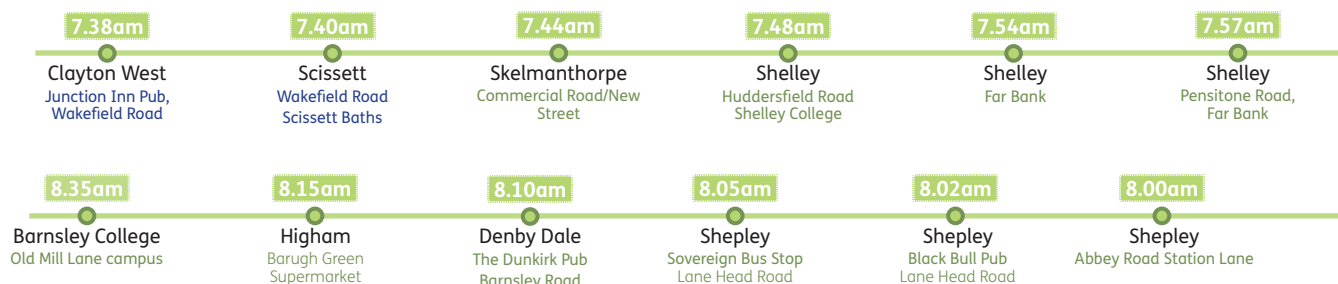 7.38am 7.40am 7.44am 7.48am 7.54am 7.57am
Clayton West Scissett Skelmanthorpe Shelley Shelley Shelley
Junction Inn Pub, Wakefield Road Commercial Road/New Huddersfield Road Far Bank Pensitone Road,
Wakefield Road Scissett Baths Street Shelley College Far Bank
8.35am 8.15am 8.10am 8.05am 8.02am 8.00am
Barnsley College Higham Denby Dale Shepley Shepley Shepley
Old Mill Lane campus Barugh Green The Dunkirk Pub Sovereign Bus Stop Black Bull Pub Abbey Road Station Lane
Supermarket Barnsley Road Lane Head Road Lane Head Road